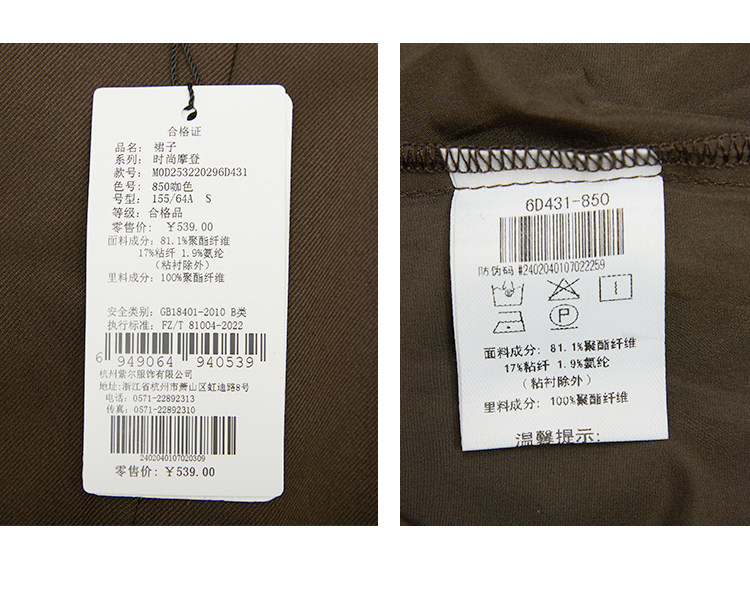 合格证
品名: 裙子
系列: 时尚摩登
款号: MOD253220296D431
色号: 850咖色
号型: 155/64A S
等级: 合格品
零售价: ¥539.00
面料成分: 81.1%聚酯纤维
17%粘纤 1.9%氨纶
(粘衬除外)
里料成分: 100%聚酯纤维
安全类别: GB18401-2010 B类
执行标准: FZ/T 81004-2022
6 949064 940539
杭州紫尔服饰有限公司
地址:浙江省杭州市萧山区虹迪路8号
电话: 0571-22892313
传真: 0571-22892310
2402040107020309
零售价: ¥539.00
6D431-850
防伪码 #2402040107022259
P
面料成分: 81.1%聚酯纤维
17%粘纤 1.9%氨纶
(粘衬除外)
里料成分: 100%聚酯纤维
温馨提示: